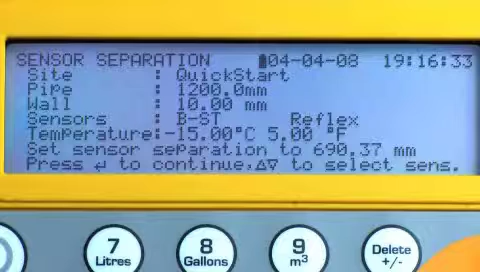 SENSOR SEPARATION 04-04-08 19:16:33
Site : QuickStart
Pipe : 1200.0mm
Wall : 10.00 mm
Sensors : B-ST Reflex
Temperature:-15.00°C 5.00 °F
Set sensor separation to 690.37 mm
Press ↵ to continue,△▽ to select sens.
7 Litres
8 Gallons
9 m³
Delete +/-